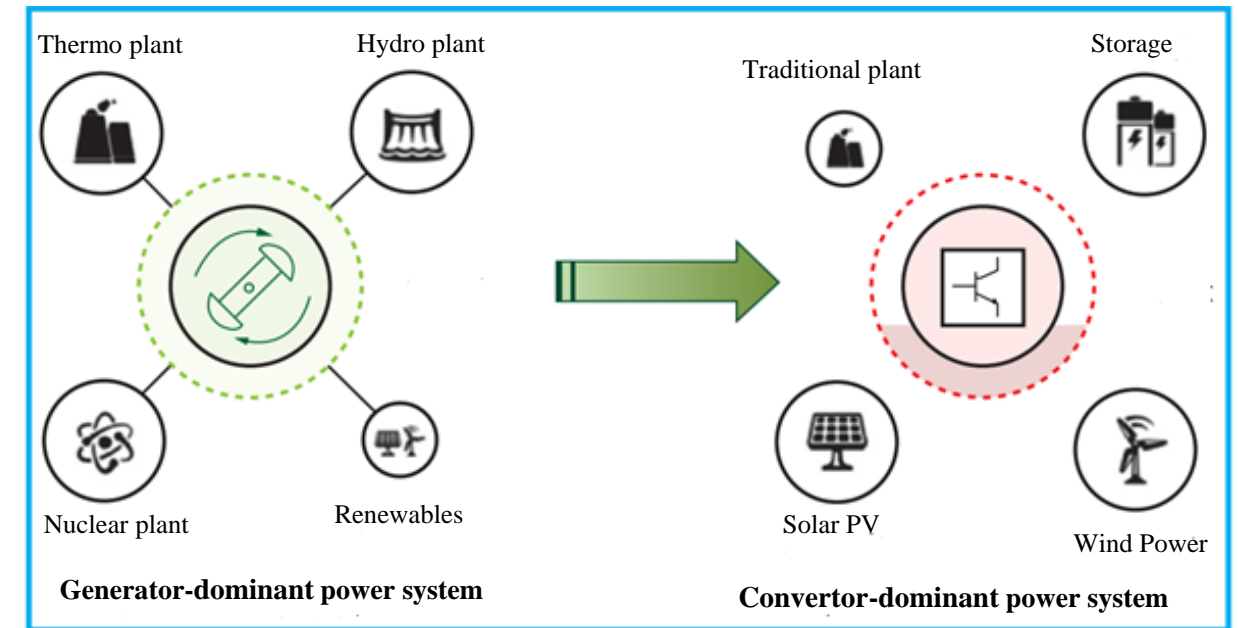 Thermo plant
Hydro plant
Nuclear plant
Renewables
Generator-dominant power system
Traditional plant
Storage
Solar PV
Wind Power
Convertor-dominant power system